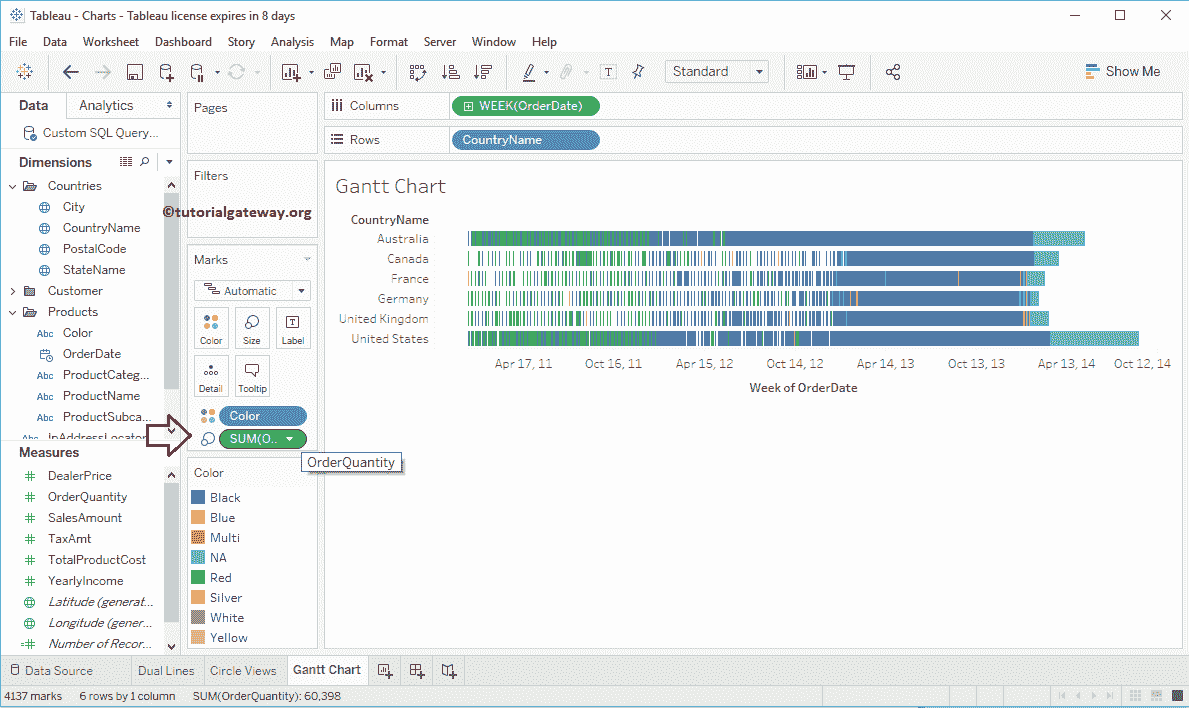 Tableau - Charts - Tableau license expires in 8 days
File Data Worksheet Dashboard Story Analysis Map Format Server Window Help
Standard
Show Me
Data Analytics
Custom SQL Query...
Dimensions
Countries
City
CountryName
PostalCode
StateName
Customer
Products
Abc Color
OrderDate
Abc ProductCateg...
Abc ProductName
Abc ProductSubca...
Abc InAddressLocator
Measures
DealerPrice
OrderQuantity
SalesAmount
TaxAmt
TotalProductCost
YearlyIncome
Latitude (generat...
Longitude (gener...
Number of Recor...
Pages
Filters
©tutorialgateway.org
Marks
Automatic
Color Size Label
Detail Tooltip
Color
SUM(O..
OrderQuantity
Color
Black
Blue
Multi
NA
Red
Silver
White
Yellow
Columns WEEK(OrderDate)
Rows CountryName
Gantt Chart
CountryName
Australia
Canada
France
Germany
United Kingdom
United States
Apr 17, 11 Oct 16, 11 Apr 15, 12 Oct 14, 12 Apr 14, 13 Oct 13, 13 Apr 13, 14 Oct 12, 14
Week of OrderDate
Data Source Dual Lines Circle Views Gantt Chart
4137 marks 6 rows by 1 column SUM(OrderQuantity): 60,398